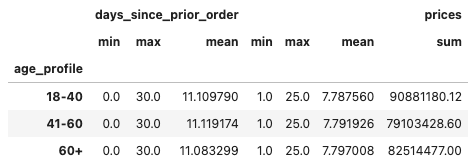 days_since_prior_order prices
min max mean min max mean sum
age_profile
18-40 0.0 30.0 11.109790 1.0 25.0 7.787560 90881180.12
41-60 0.0 30.0 11.119174 1.0 25.0 7.791926 79103428.60
60+ 0.0 30.0 11.083299 1.0 25.0 7.797008 82514477.00